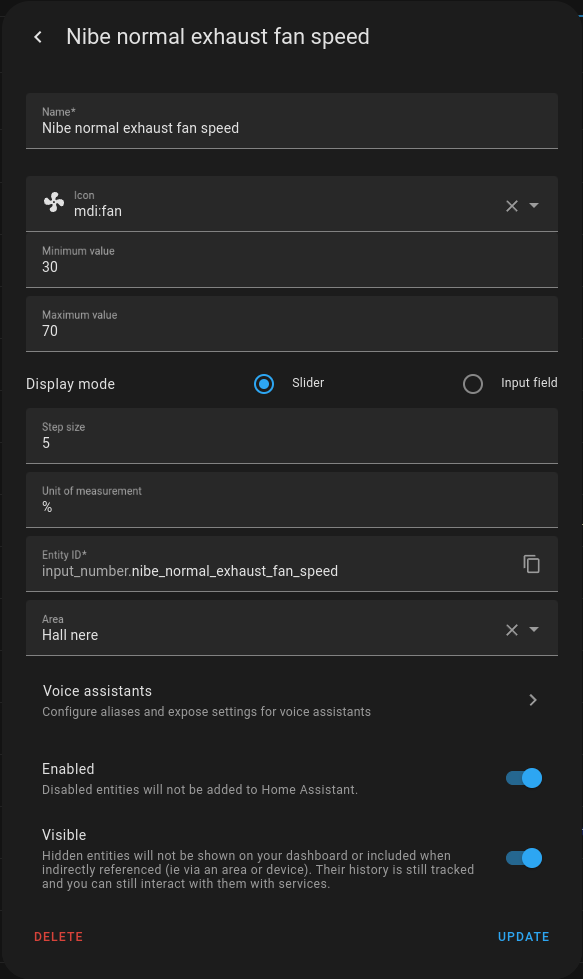 Nibe normal exhaust fan speed
Name*
Nibe normal exhaust fan speed
Icon
mdi:fan
Minimum value
30
Maximum value
70
Display mode Slider Input field
Step size
5
Unit of measurement
%
Entity ID*
input_number.nibe_normal_exhaust_fan_speed
Area
Hall nere
Voice assistants
Configure aliases and expose settings for voice assistants
Enabled
Disabled entities will not be added to Home Assistant.
Visible
Hidden entities will not be shown on your dashboard or included when
indirectly referenced (ie via an area or device). Their history is still tracked
and you can still interact with them with services.
DELETE UPDATE